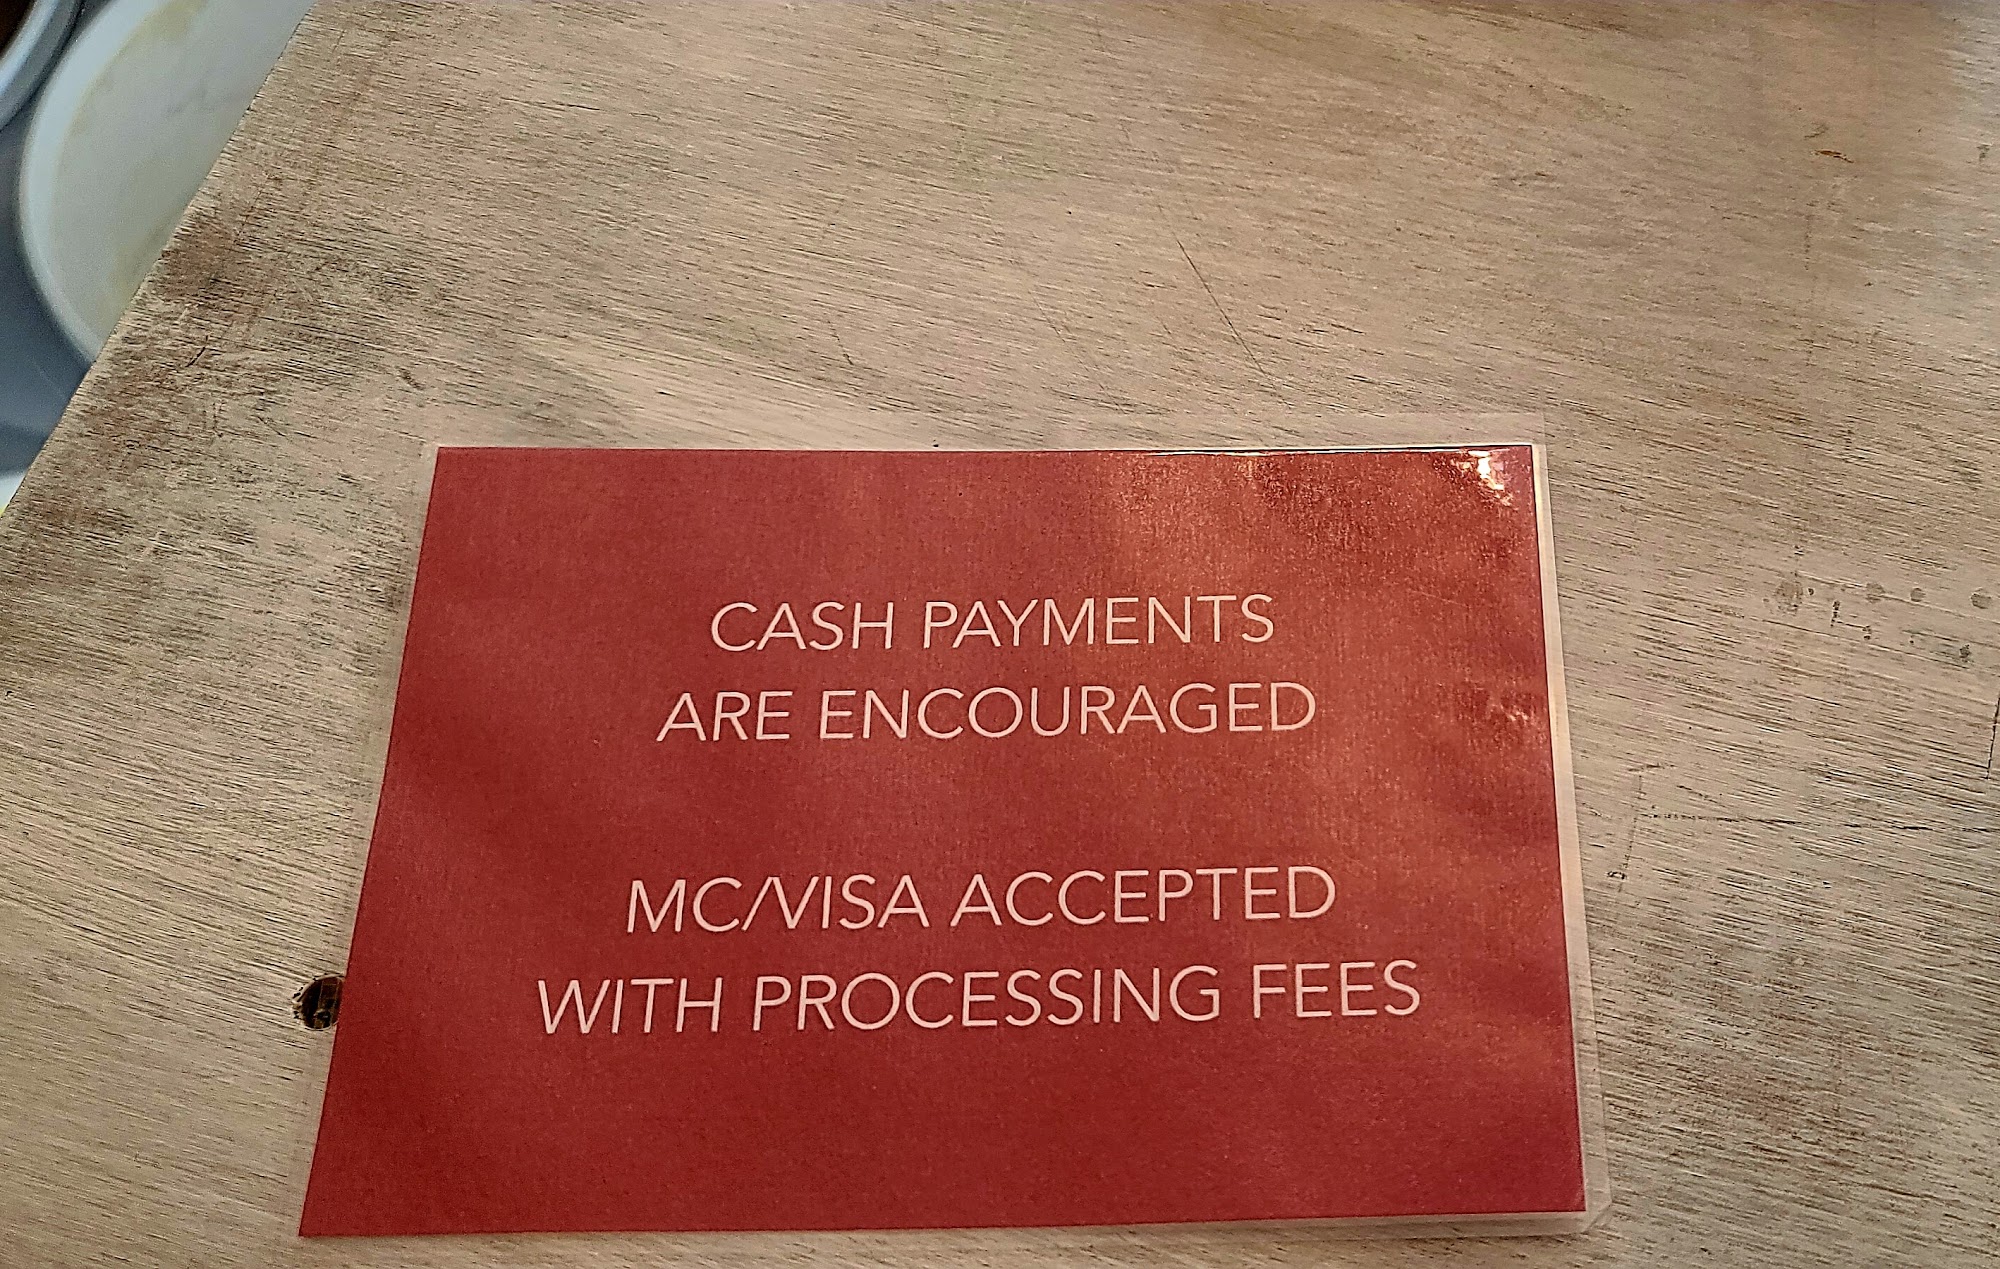 CASH PAYMENTS
ARE ENCOURAGED
MC/VISA ACCEPTED
WITH PROCESSING FEES